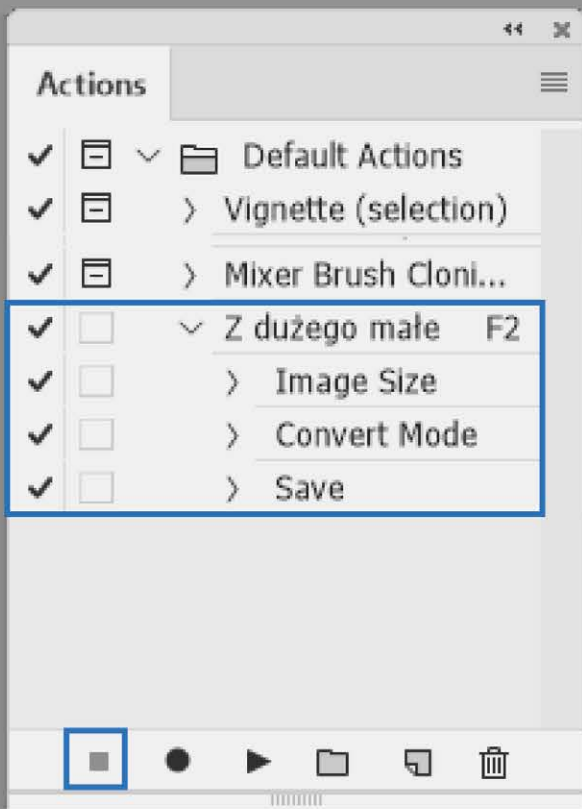 Actions
Default Actions
Vignette (selection)
Mixer Brush Cloni...
Z dużego małe F2
Image Size
Convert Mode
Save